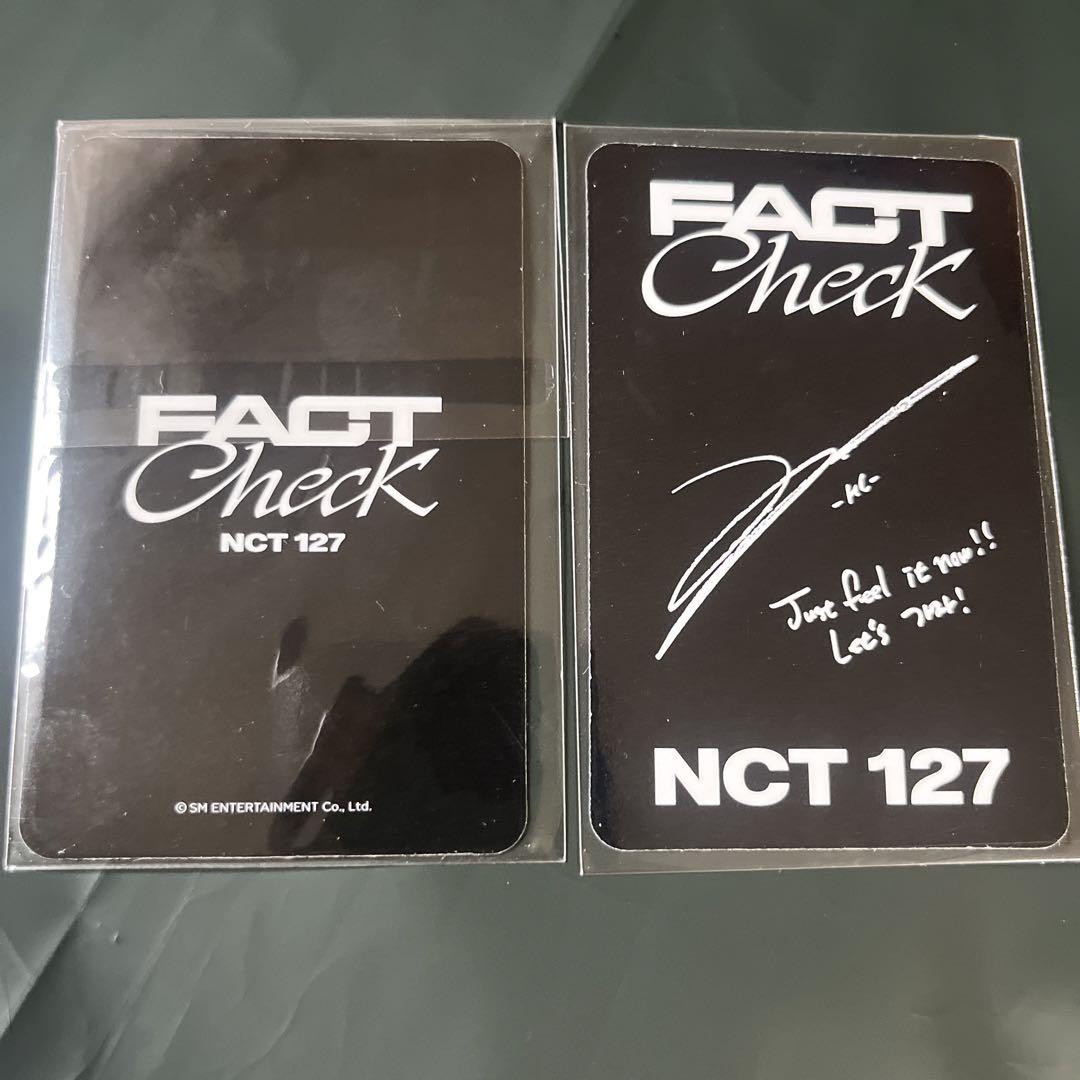 FACT
Check
NCT 127
© SM ENTERTAINMENT Co., Ltd.
FACT
Check
-HC-
Just feel it now!!
Let's 가자!
NCT 127